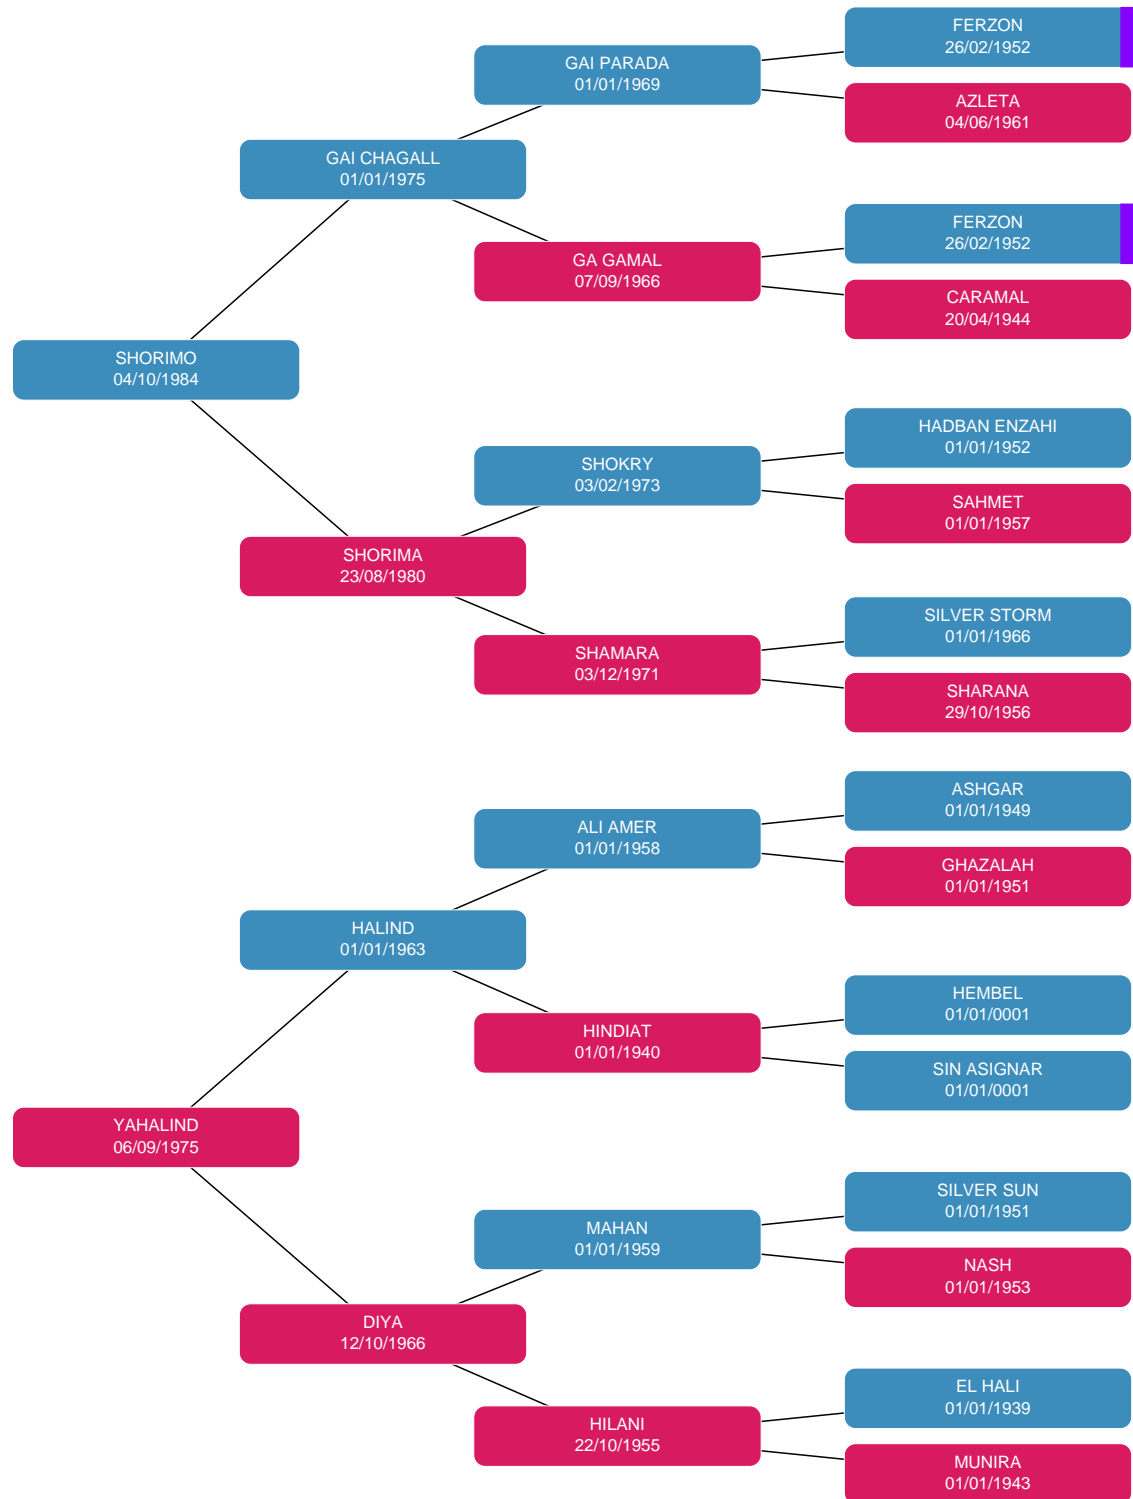 FERZON
26/02/1952
GAI PARADA
01/01/1969
AZLETA
04/06/1961
GAI CHAGALL
01/01/1975
FERZON
26/02/1952
GA GAMAL
07/09/1966
CARAMAL
20/04/1944
SHORIMO
04/10/1984
HADBAN ENZAHI
01/01/1952
SHOKRY
03/02/1973
SAHMET
01/01/1957
SHORIMA
23/08/1980
SILVER STORM
01/01/1966
SHAMARA
03/12/1971
SHARANA
29/10/1956
ASHGAR
01/01/1949
ALI AMER
01/01/1958
GHAZALAH
01/01/1951
HALIND
01/01/1963
HEMBEL
01/01/0001
HINDIAT
01/01/1940
SIN ASIGNAR
01/01/0001
YAHALIND
06/09/1975
SILVER SUN
01/01/1951
MAHAN
01/01/1959
NASH
01/01/1953
DIYA
12/10/1966
EL HALI
01/01/1939
HILANI
22/10/1955
MUNIRA
01/01/1943